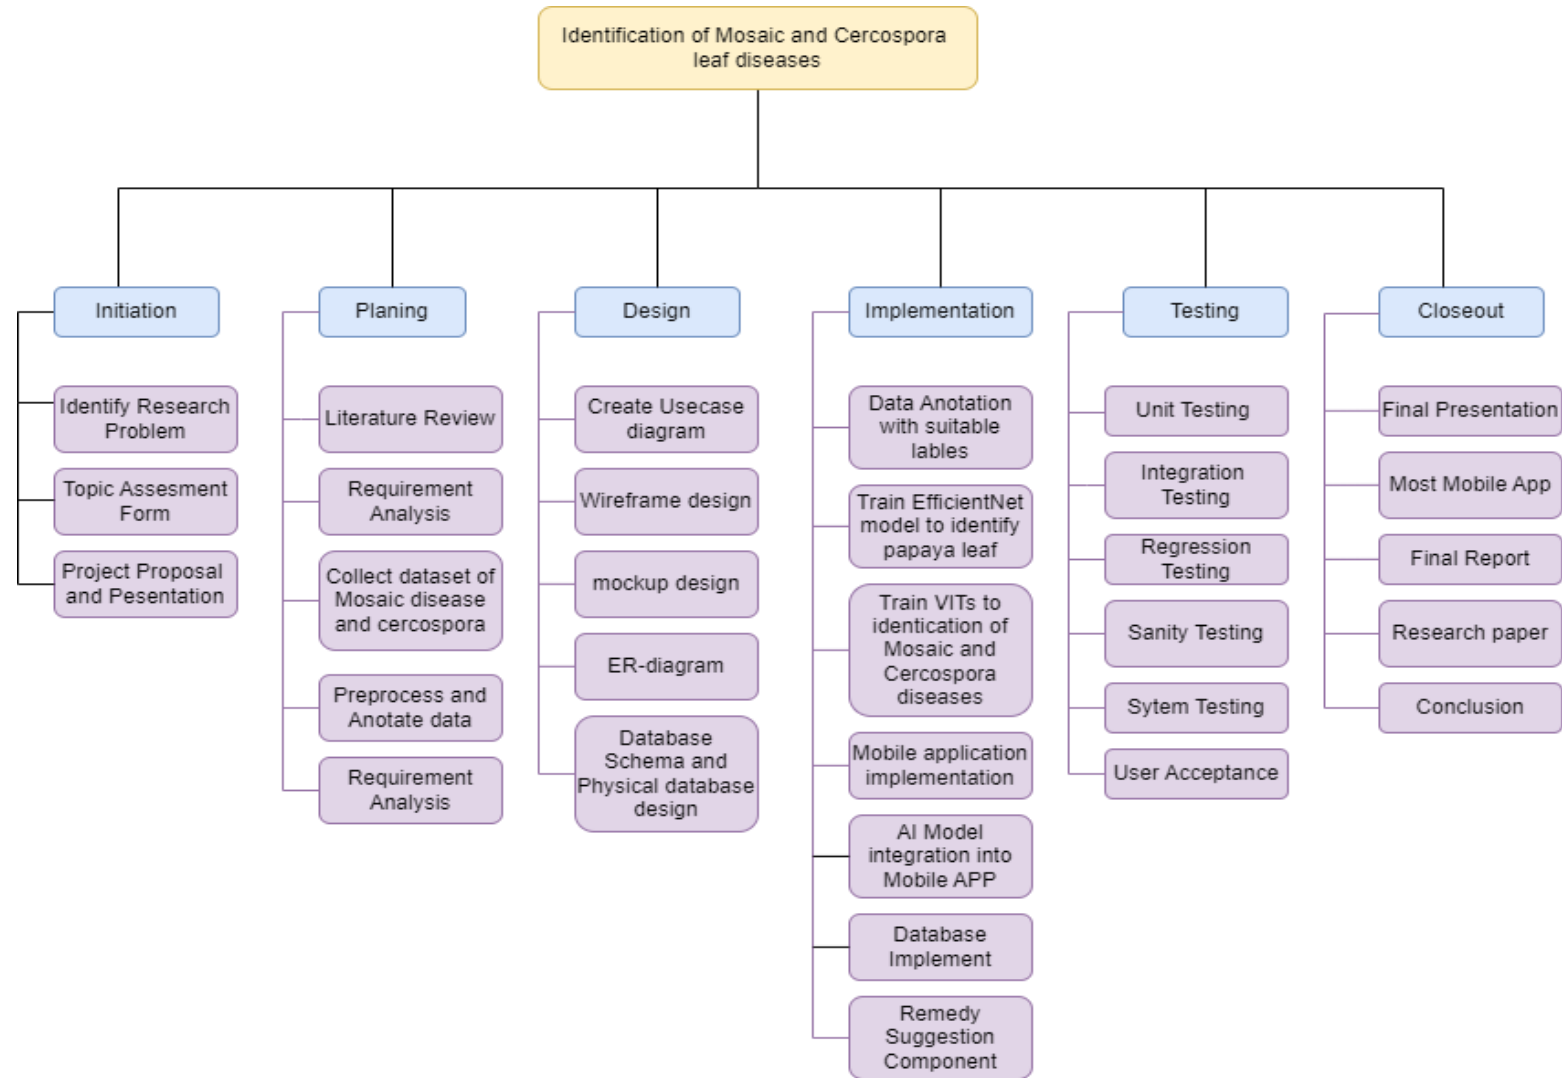 Identification of Mosaic and Cercospora
leaf diseases
Initiation
Identify Research
Problem
Topic Assesment
Form
Project Proposal
and Pesentation
Planing
Literature Review
Requirement
Analysis
Collect dataset of
Mosaic disease
and cercospora
Preprocess and
Anotate data
Requirement
Analysis
Design
Create Usecase
diagram
Wireframe design
mockup design
ER-diagram
Database
Schema and
Physical database
design
Implementation
Data Anotation
with suitable
lables
Train EfficientNet
model to identify
papaya leaf
Train VITs to
identication of
Mosaic and
Cercospora
diseases
Mobile application
implementation
AI Model
integration into
Mobile APP
Database
Implement
Remedy
Suggestion
Component
Testing
Unit Testing
Integration
Testing
Regression
Testing
Sanity Testing
Sytem Testing
User Acceptance
Closeout
Final Presentation
Most Mobile App
Final Report
Research paper
Conclusion